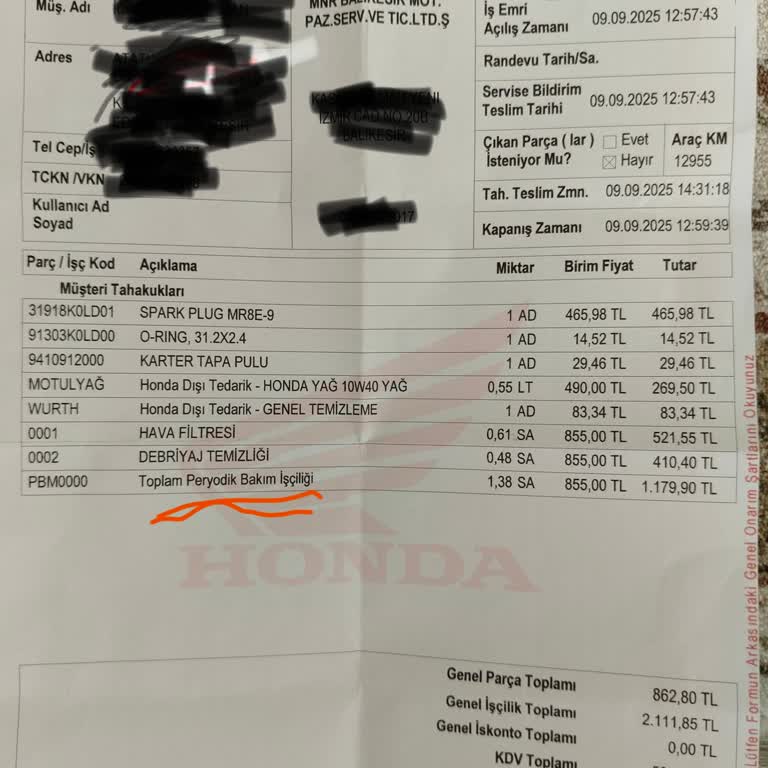 Müş. Adı
MNR BALIKESİR MOT.
PAZ.SERV.VE TİC.LTD.Ş
İş Emri
Açılış Zamanı 09.09.2025 12:57:43
Adres
YENİ
İZMİR CAD NO 20B
BALIKESİR
Randevu Tarih/Sa.
Servise Bildirim
Teslim Tarihi 09.09.2025 12:57:43
Çıkan Parça ( lar )
İsteniyor Mu?
Evet
Hayır
Araç KM
12955
Tel Cep/İş
TCKN /VKN
Tah. Teslim Zmn. 09.09.2025 14:31:18
Kullanıcı Ad
Soyad
017
Kapanış Zamanı 09.09.2025 12:59:39
Parç / İşç Kod Açıklama Miktar Birim Fiyat Tutar
Müşteri Tahakukları
31918K0LD01 SPARK PLUG MR8E-9 1 AD 465,98 TL 465,98 TL
91303K0LD00 O-RING, 31.2X2.4 1 AD 14,52 TL 14,52 TL
9410912000 KARTER TAPA PULU 1 AD 29,46 TL 29,46 TL
MOTULYAĞ Honda Dışı Tedarik - HONDA YAĞ 10W40 YAĞ 0,55 LT 490,00 TL 269,50 TL
WURTH Honda Dışı Tedarik - GENEL TEMİZLEME 1 AD 83,34 TL 83,34 TL
0001 HAVA FİLTRESİ 0,61 SA 855,00 TL 521,55 TL
0002 DEBRİYAJ TEMİZLİĞİ 0,48 SA 855,00 TL 410,40 TL
PBM0000 Toplam Peryodik Bakım İşçiliği 1,38 SA 855,00 TL 1.179,90 TL
HONDA
Genel Parça Toplamı 862,80 TL
Genel İşçilik Toplamı 2.111,85 TL
Genel İskonto Toplamı 0,00 TL
KDV Toplamı
Lütfen Formun Arkasındaki Genel Onarım Şartlarını Okuyunuz